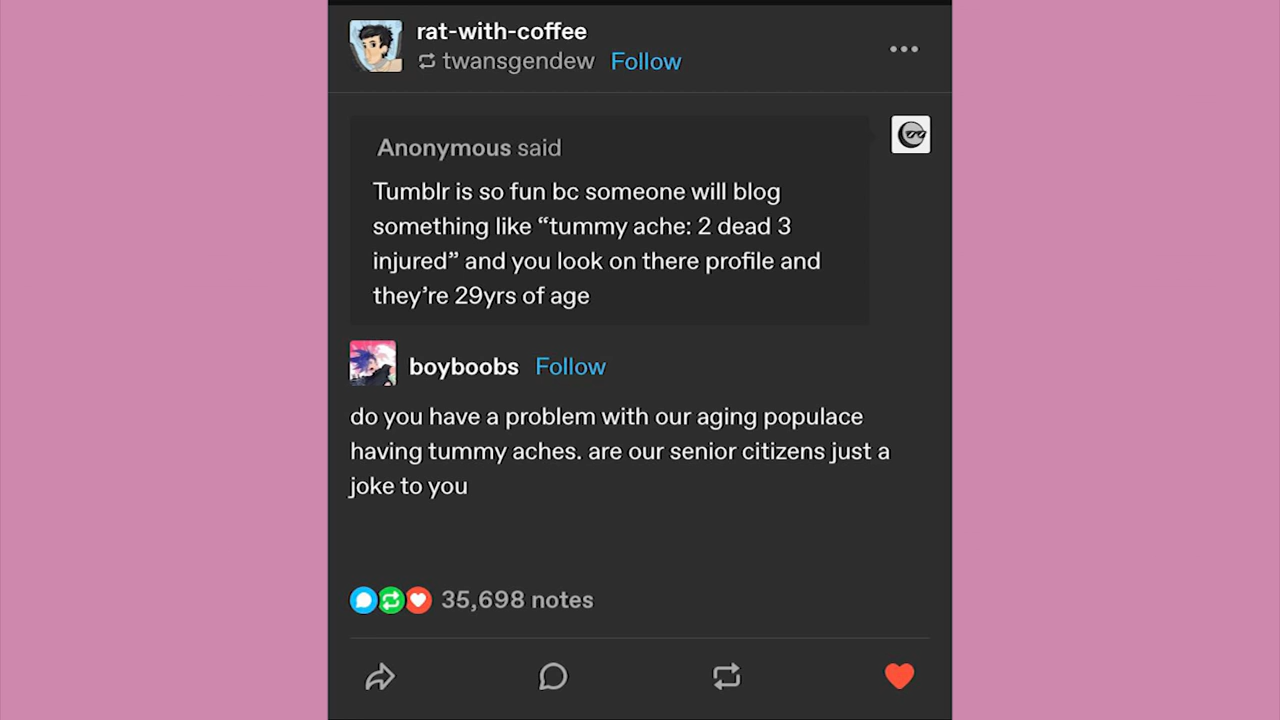 rat-with-coffee
twansgendew Follow
Anonymous said
Tumblr is so fun bc someone will blog
something like “tummy ache: 2 dead 3
injured” and you look on there profile and
they’re 29yrs of age
boyboobs Follow
do you have a problem with our aging populace
having tummy aches. are our senior citizens just a
joke to you
35,698 notes